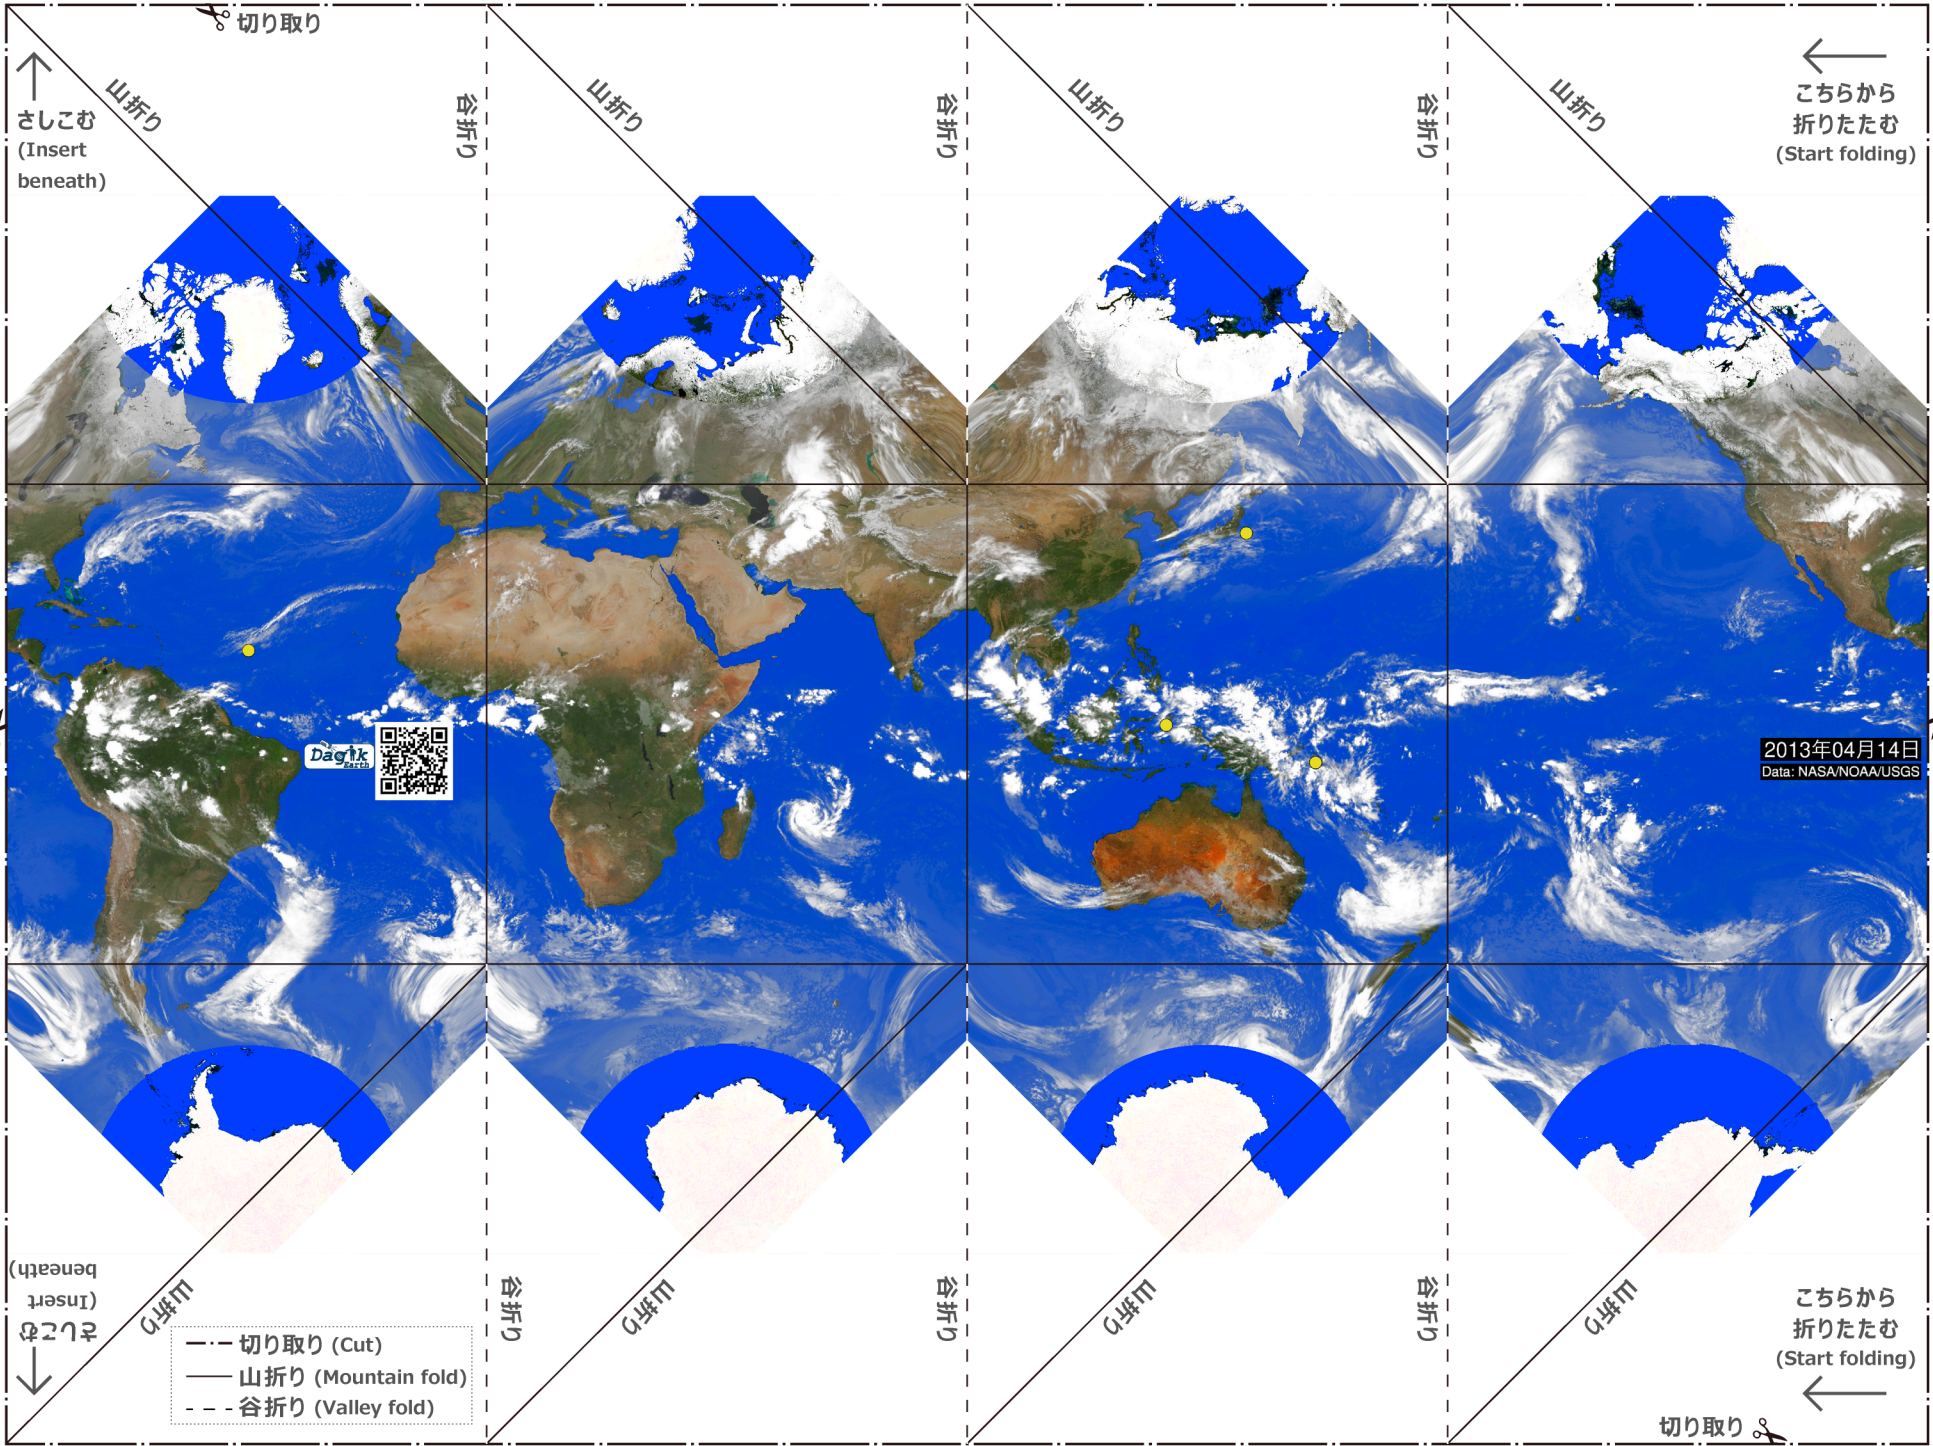 切り取り
さしこむ
(Insert
beneath)
山折り
谷折り
山折り
谷折り
山折り
谷折り
山折り
こちらから
折りたたむ
(Start folding)
Dagik
Earth
2013年04月14日
Data: NASA/NOAA/USGS
さしこむ
(Insert
beneath)
山折り
谷折り
山折り
谷折り
山折り
谷折り
山折り
こちらから
折りたたむ
(Start folding)
切り取り (Cut)
山折り (Mountain fold)
谷折り (Valley fold)
切り取り